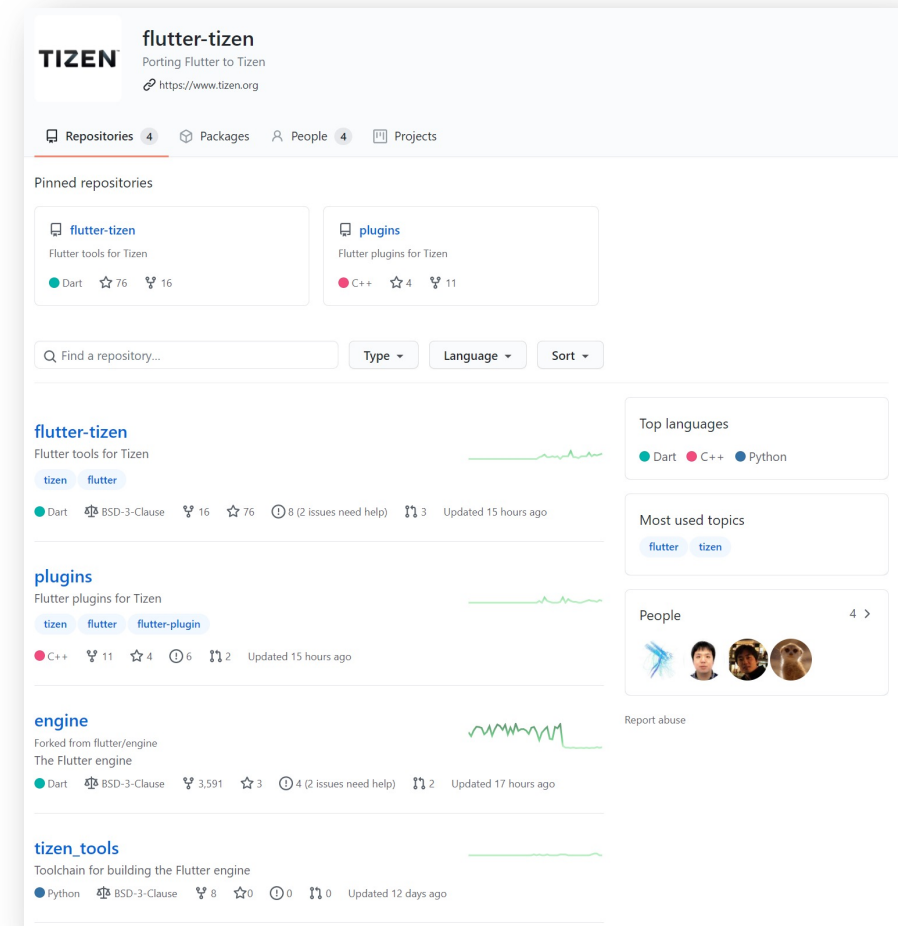 TIZEN
flutter-tizen
Porting Flutter to Tizen
https://www.tizen.org
Repositories 4 Packages People 4 Projects
Pinned repositories
flutter-tizen
Flutter tools for Tizen
Dart 76 16
plugins
Flutter plugins for Tizen
C++ 4 11
Find a repository...
Type Language Sort
flutter-tizen
Flutter tools for Tizen
tizen flutter
Dart BSD-3-Clause 16 76 8 (2 issues need help) 3 Updated 15 hours ago
plugins
Flutter plugins for Tizen
tizen flutter flutter-plugin
C++ 11 4 6 2 Updated 15 hours ago
engine
Forked from flutter/engine
The Flutter engine
Dart BSD-3-Clause 3,591 3 4 (2 issues need help) 2 Updated 17 hours ago
tizen_tools
Toolchain for building the Flutter engine
Python BSD-3-Clause 8 0 0 0 Updated 12 days ago
Top languages
Dart C++ Python
Most used topics
flutter tizen
People 4
Report abuse